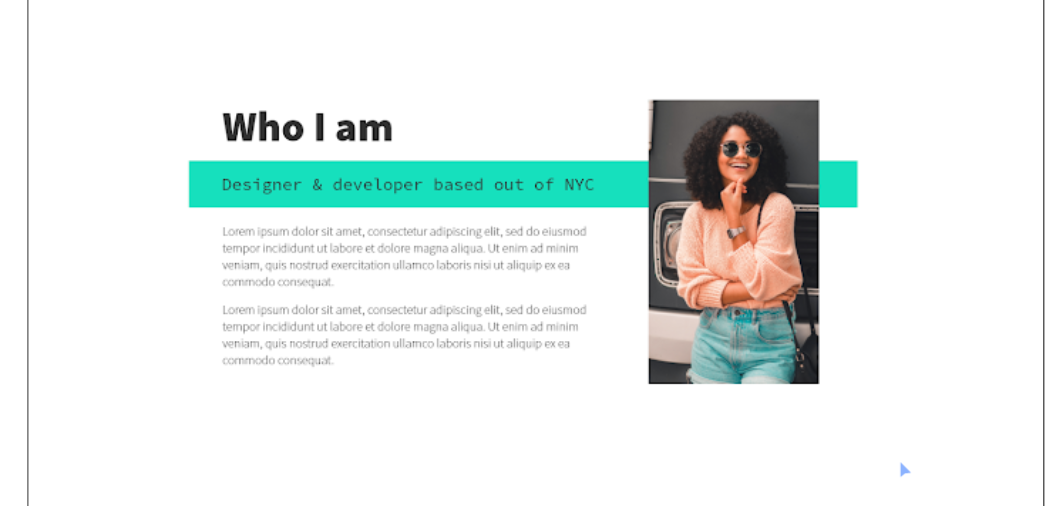 Who I am
Designer & developer based out of NYC
Lorem ipsum dolor sit amet, consectetur adipiscing elit, sed do eiusmod
tempor incididunt ut labore et dolore magna aliqua. Ut enim ad minim
veniam, quis nostrud exercitation ullamco laboris nisi ut aliquip ex ea
commodo consequat.
Lorem ipsum dolor sit amet, consectetur adipiscing elit, sed do eiusmod
tempor incididunt ut labore et dolore magna aliqua. Ut enim ad minim
veniam, quis nostrud exercitation ullamco laboris nisi ut aliquip ex ea
commodo consequat.